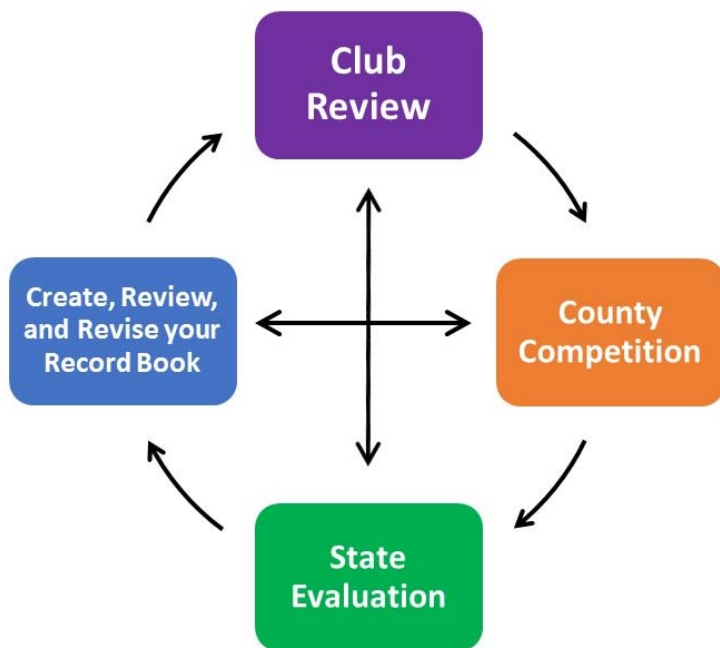 Club
Review
Create, Review,
and Revise your
Record Book
County
Competition
State
Evaluation